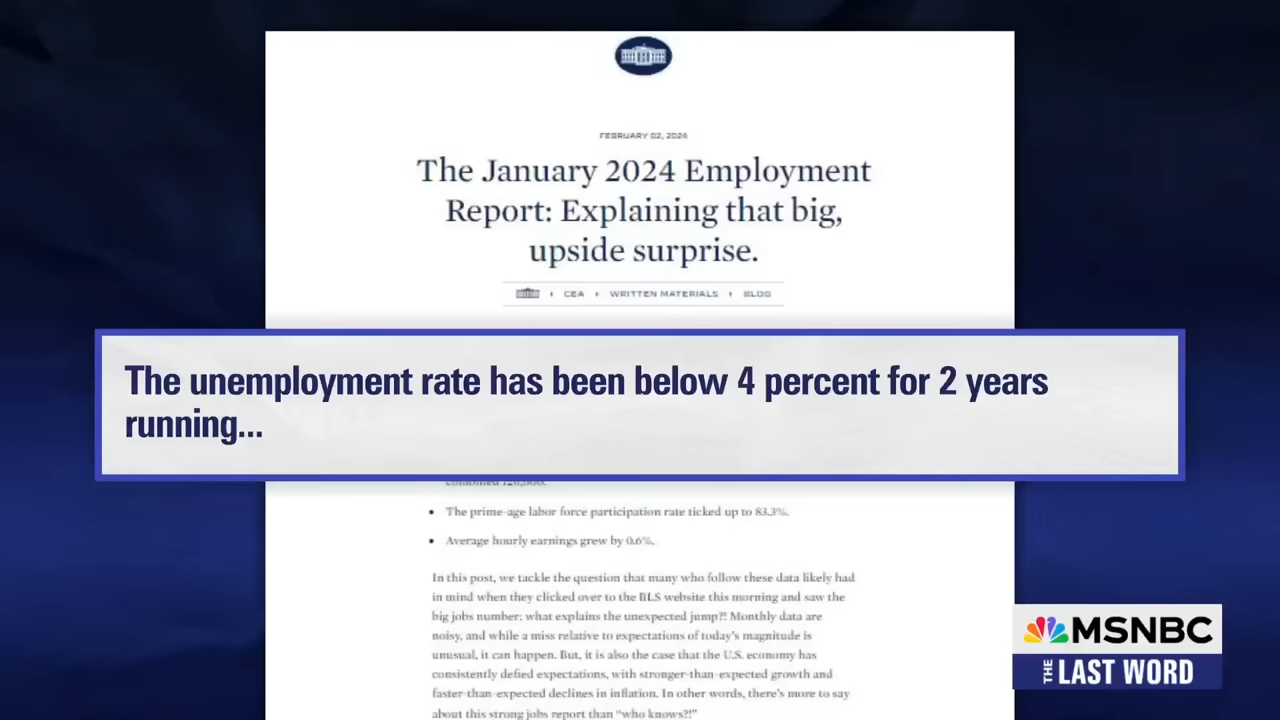 FEBRUARY 02, 2024
The January 2024 Employment
Report: Explaining that big,
upside surprise.
CEA
WRITTEN MATERIALS
BLOG
The unemployment rate has been below 4 percent for 2 years
running...
combined 126,000.
• The prime-age labor force participation rate ticked up to 83.3%.
• Average hourly earnings grew by 0.6%.
In this post, we tackle the question that many who follow these data likely had
in mind when they clicked over to the BLS website this morning and saw the
big jobs number: what explains the unexpected jump?! Monthly data are
noisy, and while a miss relative to expectations of today's magnitude is
unusual, it can happen. But, it is also the case that the U.S. economy has
consistently defied expectations, with stronger-than-expected growth and
faster-than-expected declines in inflation. In other words, there's more to say
about this strong jobs report than "who knows?!"
MSNBC
THE LAST WORD